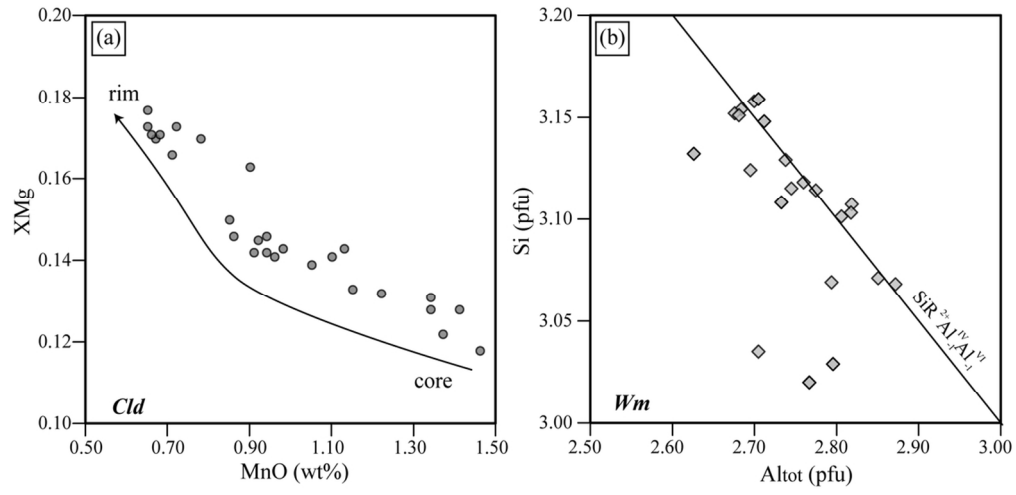 (a)
0.20
0.18
0.16
0.14
0.12
0.10
XMg
rim
core
Cld
0.50 0.70 0.90 1.10 1.30 1.50
MnO (wt%)
(b)
3.20
3.15
3.10
3.05
3.00
Si (pfu)
SiR²⁺Al₋₁ᴵⱽAl₋₁ⱽᴵ
Wm
2.50 2.60 2.70 2.80 2.90 3.00
Altot (pfu)